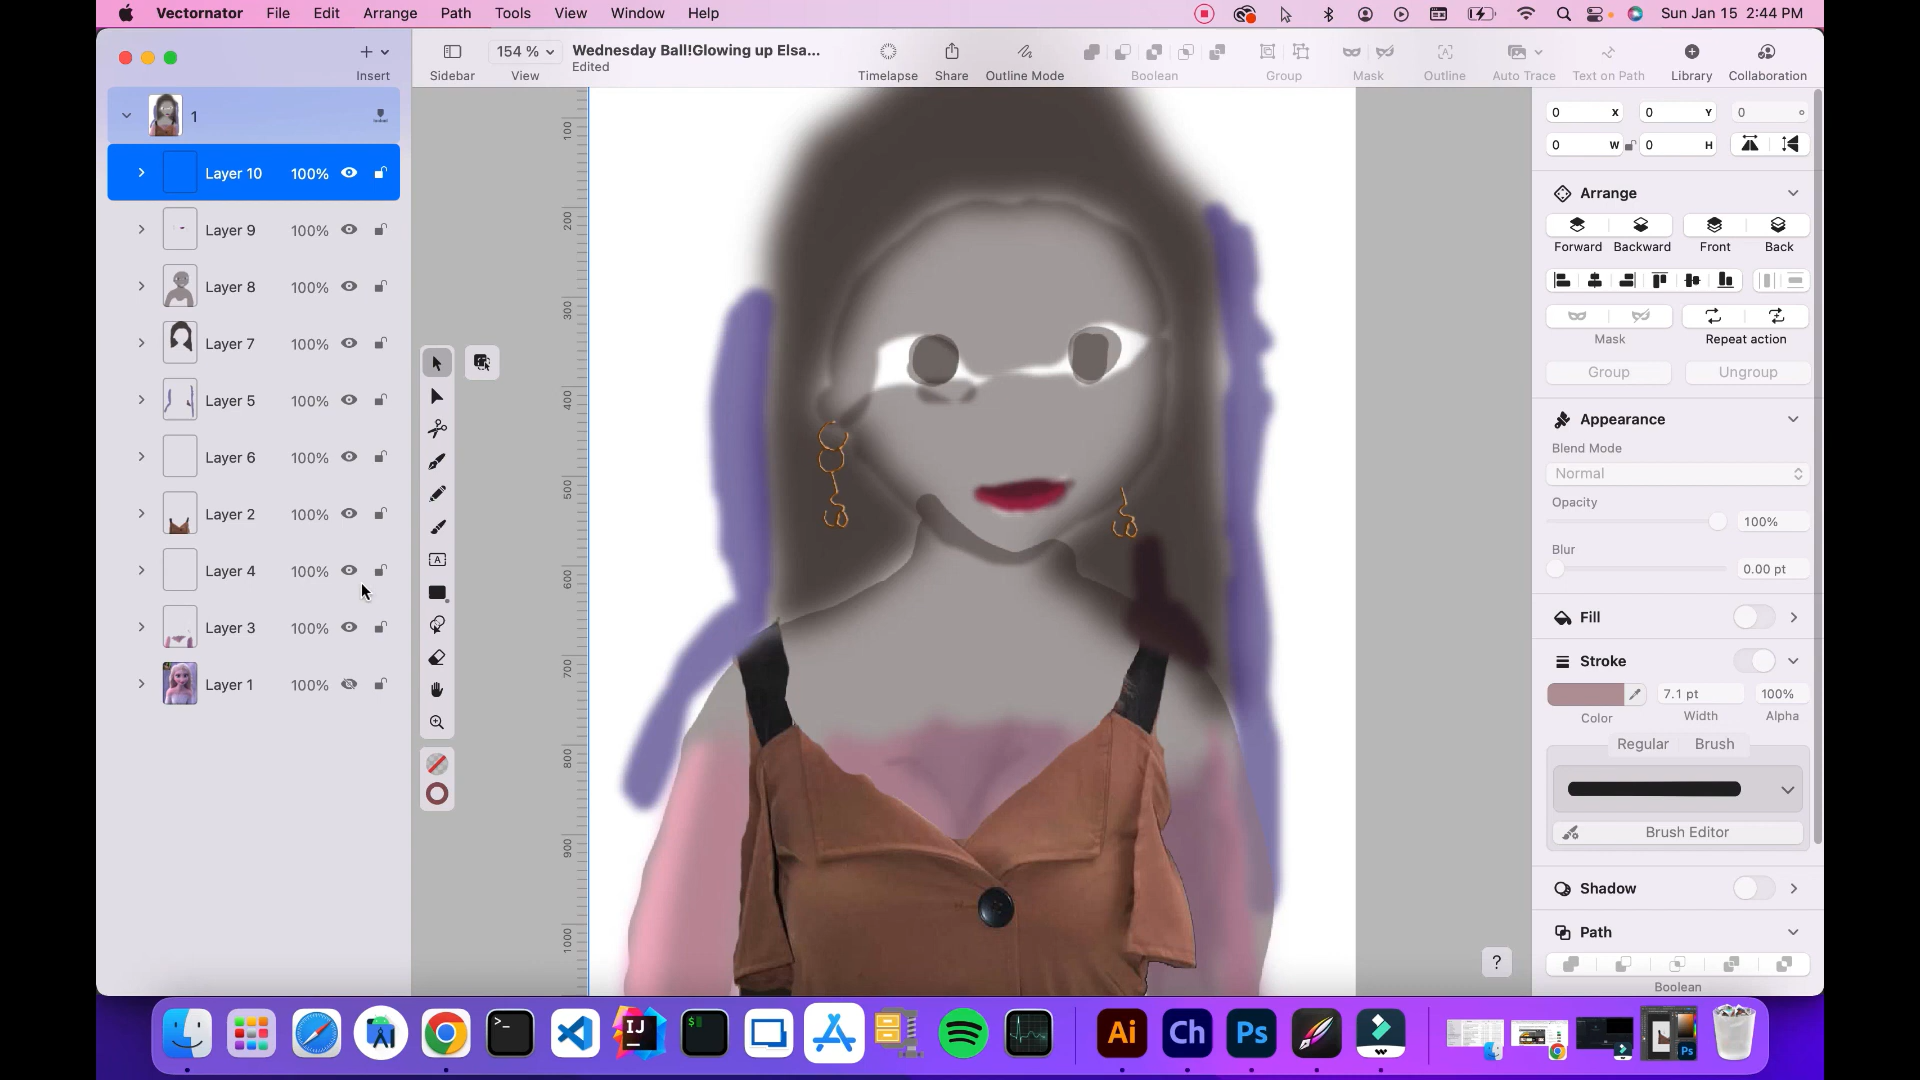 Vectornator File Edit Arrange Path Tools View Window Help Sun Jan 15 2:44 PM
Insert
Sidebar
154 %
View
Wednesday Ball!Glowing up Elsa...
Edited
Timelapse
Share
Outline Mode
Boolean
Group
Mask
Outline
Auto Trace
Text on Path
Library
Collaboration
1
Layer 10 100%
Layer 9 100%
Layer 8 100%
Layer 7 100%
Layer 5 100%
Layer 6 100%
Layer 2 100%
Layer 4 100%
Layer 3 100%
Layer 1 100%
100
200
300
400
500
600
700
800
900
1000
A
0 X 0 Y 0 °
0 W 0 H
Arrange
Forward Backward Front Back
Mask Repeat action
Group Ungroup
Appearance
Blend Mode
Normal
Opacity
100%
Blur
0.00 pt
Fill
Stroke
7.1 pt 100%
Color Width Alpha
Regular Brush
Brush Editor
Shadow
Path
Boolean
?
>_
IJ
$
Ai
Ch
Ps
Ps